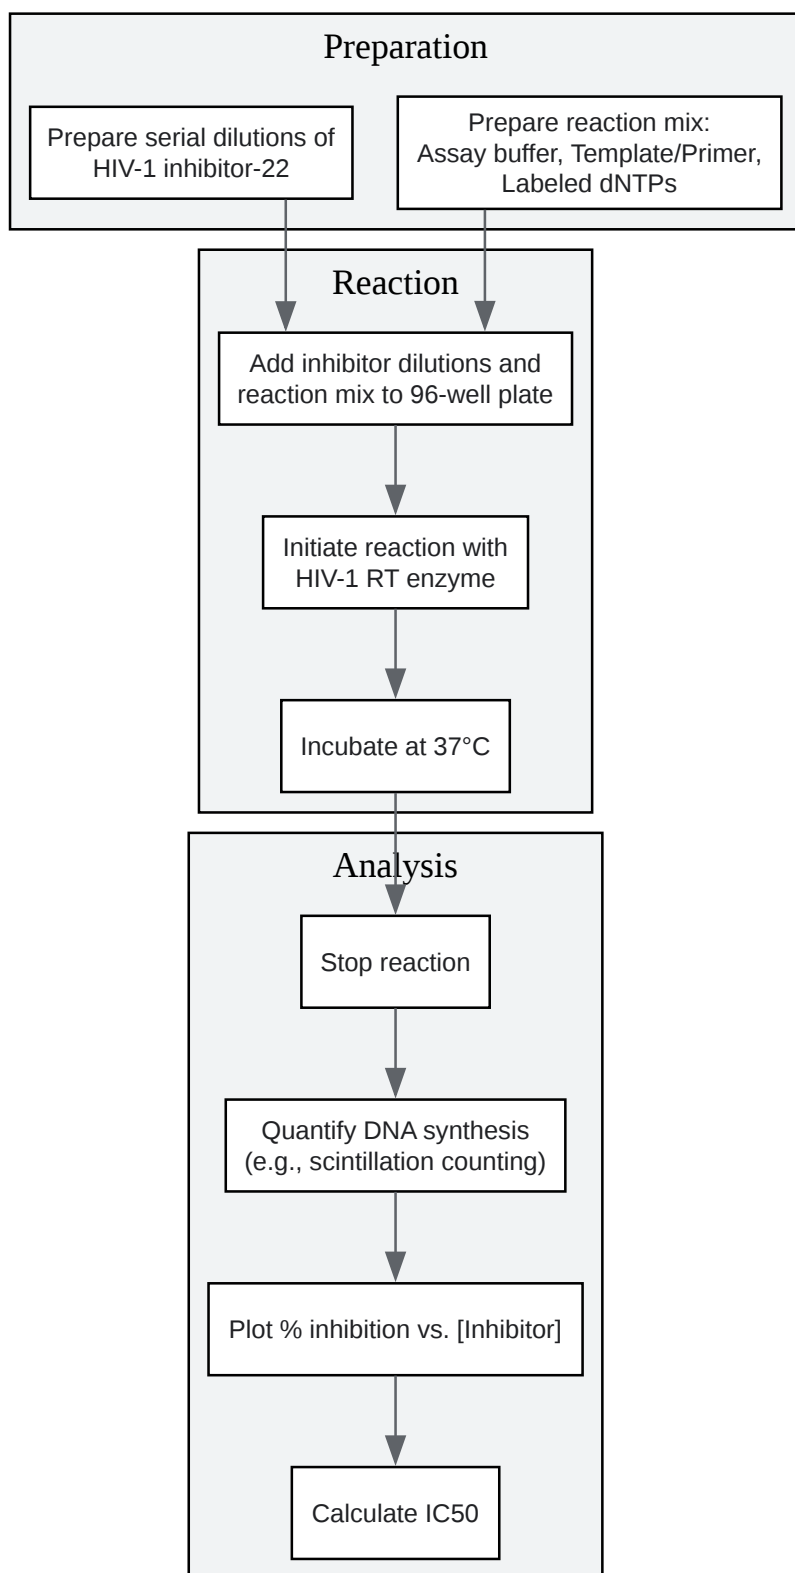 Preparation
Prepare serial dilutions of
HIV-1 inhibitor-22
Prepare reaction mix:
Assay buffer, Template/Primer,
Labeled dNTPs
Reaction
Add inhibitor dilutions and
reaction mix to 96-well plate
Initiate reaction with
HIV-1 RT enzyme
Incubate at 37°C
Analysis
Stop reaction
Quantify DNA synthesis
(e.g., scintillation counting)
Plot % inhibition vs. [Inhibitor]
Calculate IC50